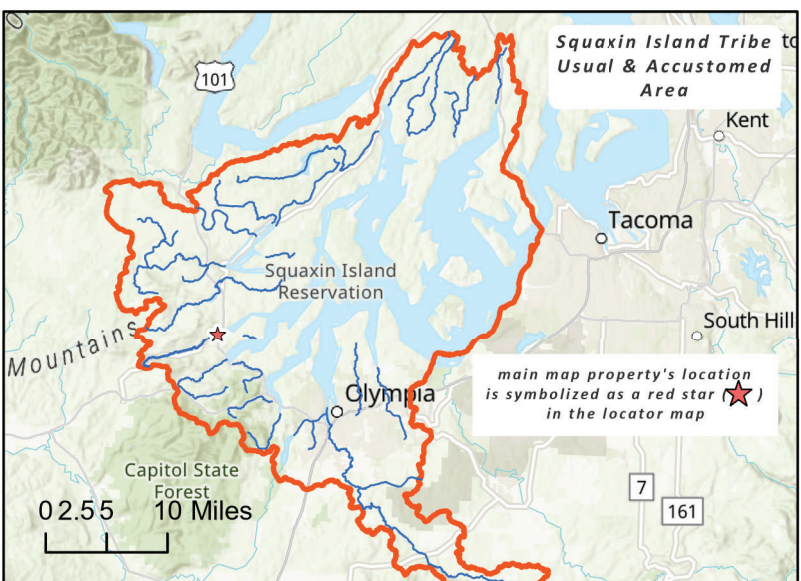 Squaxin Island Tribe
Usual & Accustomed
Area
101
Kent
Tacoma
Squaxin Island
Reservation
South Hill
Mountains
main map property's location
is symbolized as a red star ( )
in the locator map
Olympia
Capitol State
Forest
7
161
0 2.5 5 10 Miles